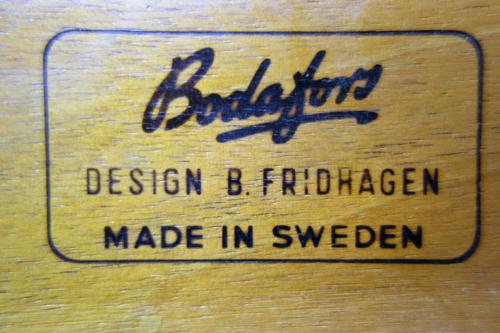 Bodafors
DESIGN B. FRIDHAGEN
MADE IN SWEDEN